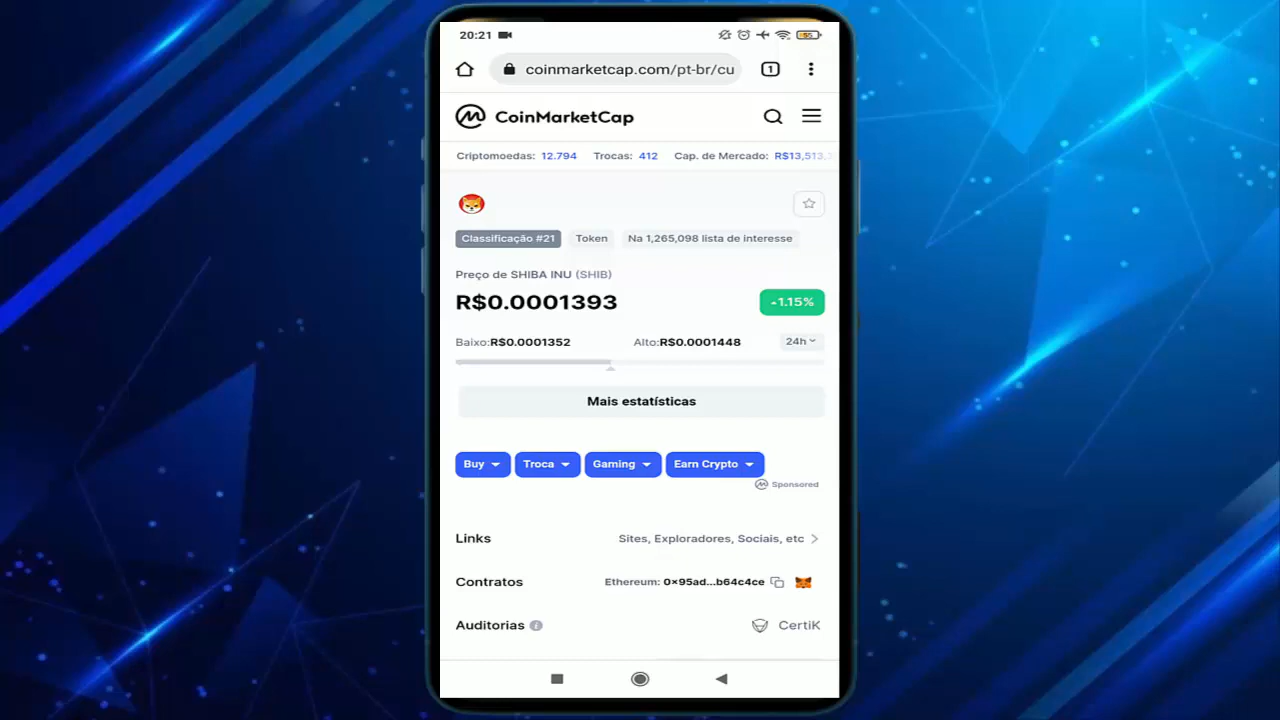 20:21
55
coinmarketcap.com/pt-br/cu
1
CoinMarketCap
Criptomoedas: 12.794 Trocas: 412 Cap. de Mercado: R$13,513,
Classificação #21 Token Na 1,265,098 lista de interesse
Preço de SHIBA INU (SHIB)
R$0.0001393
1.15%
Baixo:R$0.0001352 Alto:R$0.0001448 24h
Mais estatísticas
Buy Troca Gaming Earn Crypto
Sponsored
Links Sites, Exploradores, Sociais, etc
Contratos Ethereum: 0x95ad...b64c4ce
Auditorias CertiK